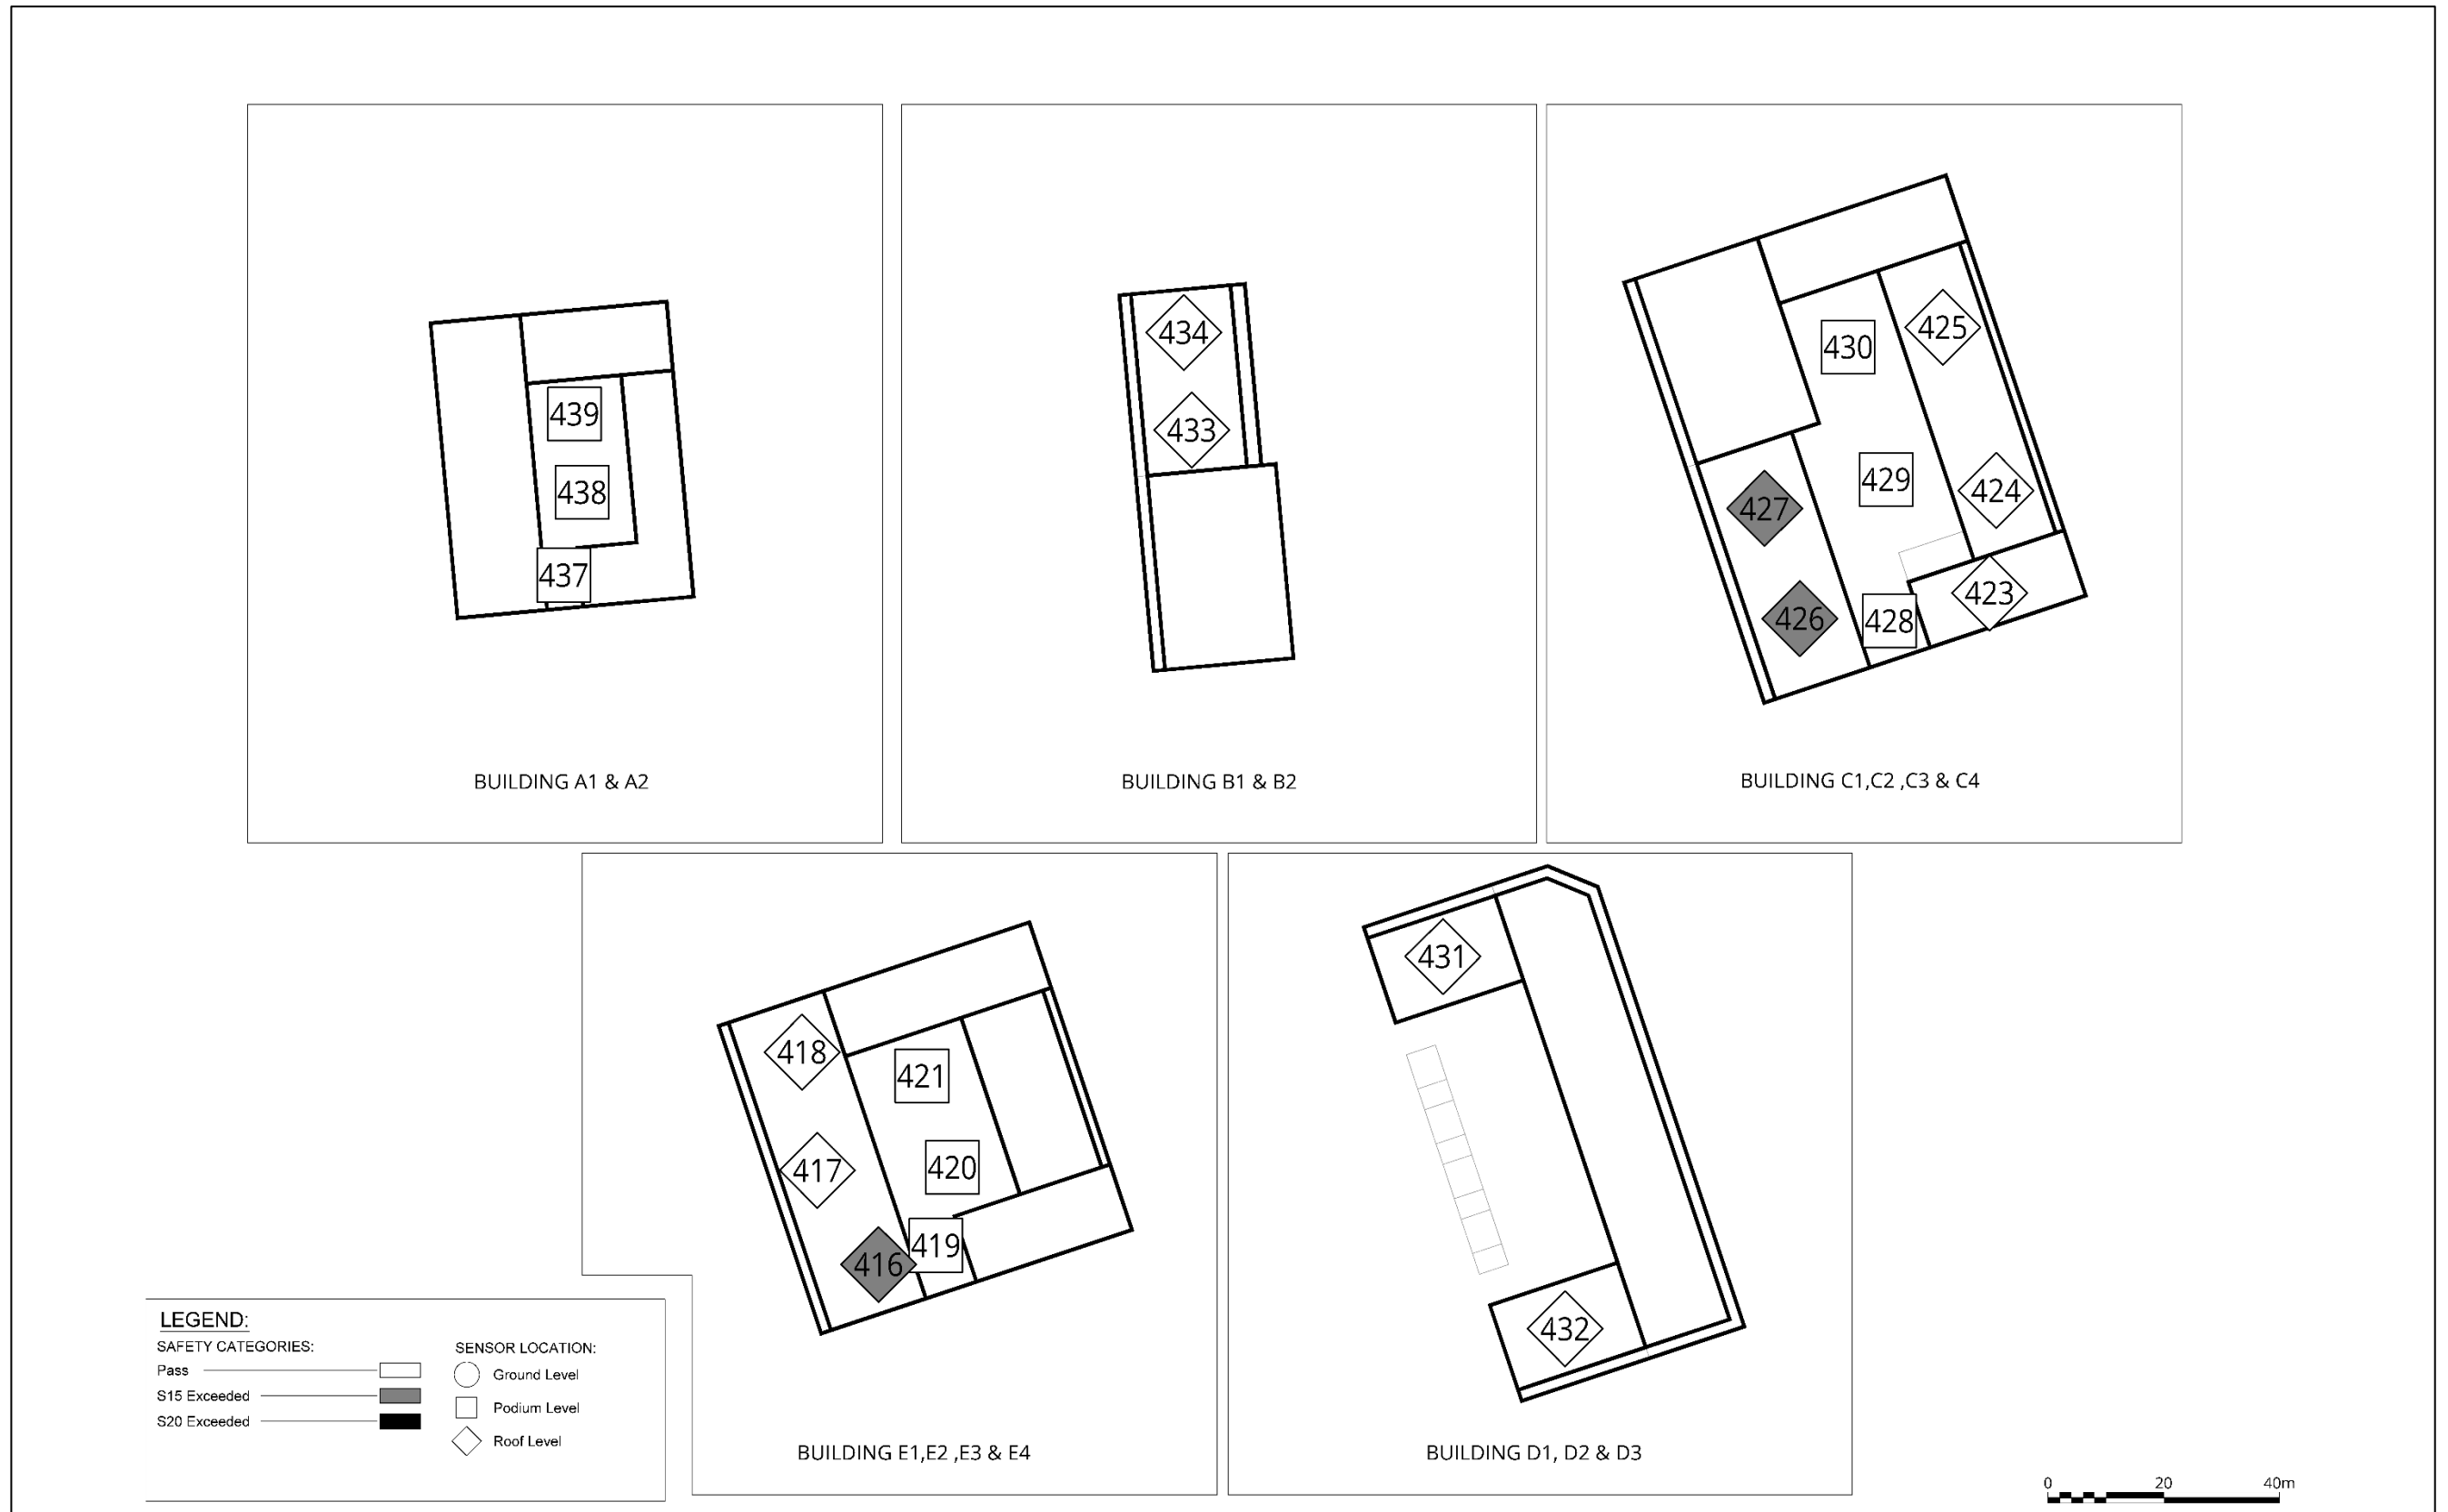 439
438
437
BUILDING A1 & A2
434
433
BUILDING B1 & B2
425
430
429
424
427
423
428
426
BUILDING C1,C2 ,C3 & C4
418
421
420
417
419
416
BUILDING E1,E2 ,E3 & E4
431
432
BUILDING D1, D2 & D3
LEGEND:
SAFETY CATEGORIES:
Pass
S15 Exceeded
S20 Exceeded
SENSOR LOCATION:
Ground Level
Podium Level
Roof Level
0 20 40m